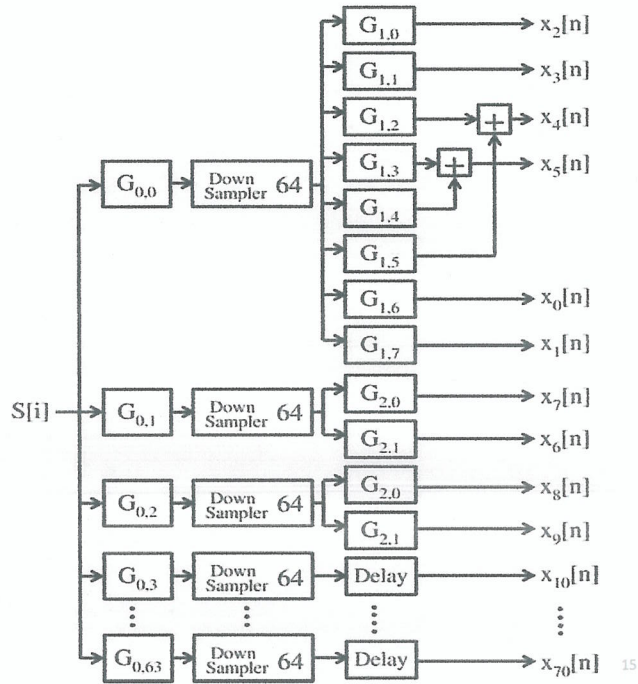 G1,0 x2[n]
G1,1 x3[n]
G1,2 + x4[n]
G1,3 + x5[n]
G0,0 Down Sampler 64
G1,4
G1,5
G1,6 x0[n]
G1,7 x1[n]
S[i] G0,1 Down Sampler 64
G2,0 x7[n]
G2,1 x6[n]
G0,2 Down Sampler 64
G2,0 x8[n]
G2,1 x9[n]
G0,3 Down Sampler 64 Delay x10[n]
G0,63 Down Sampler 64 Delay x70[n]
15